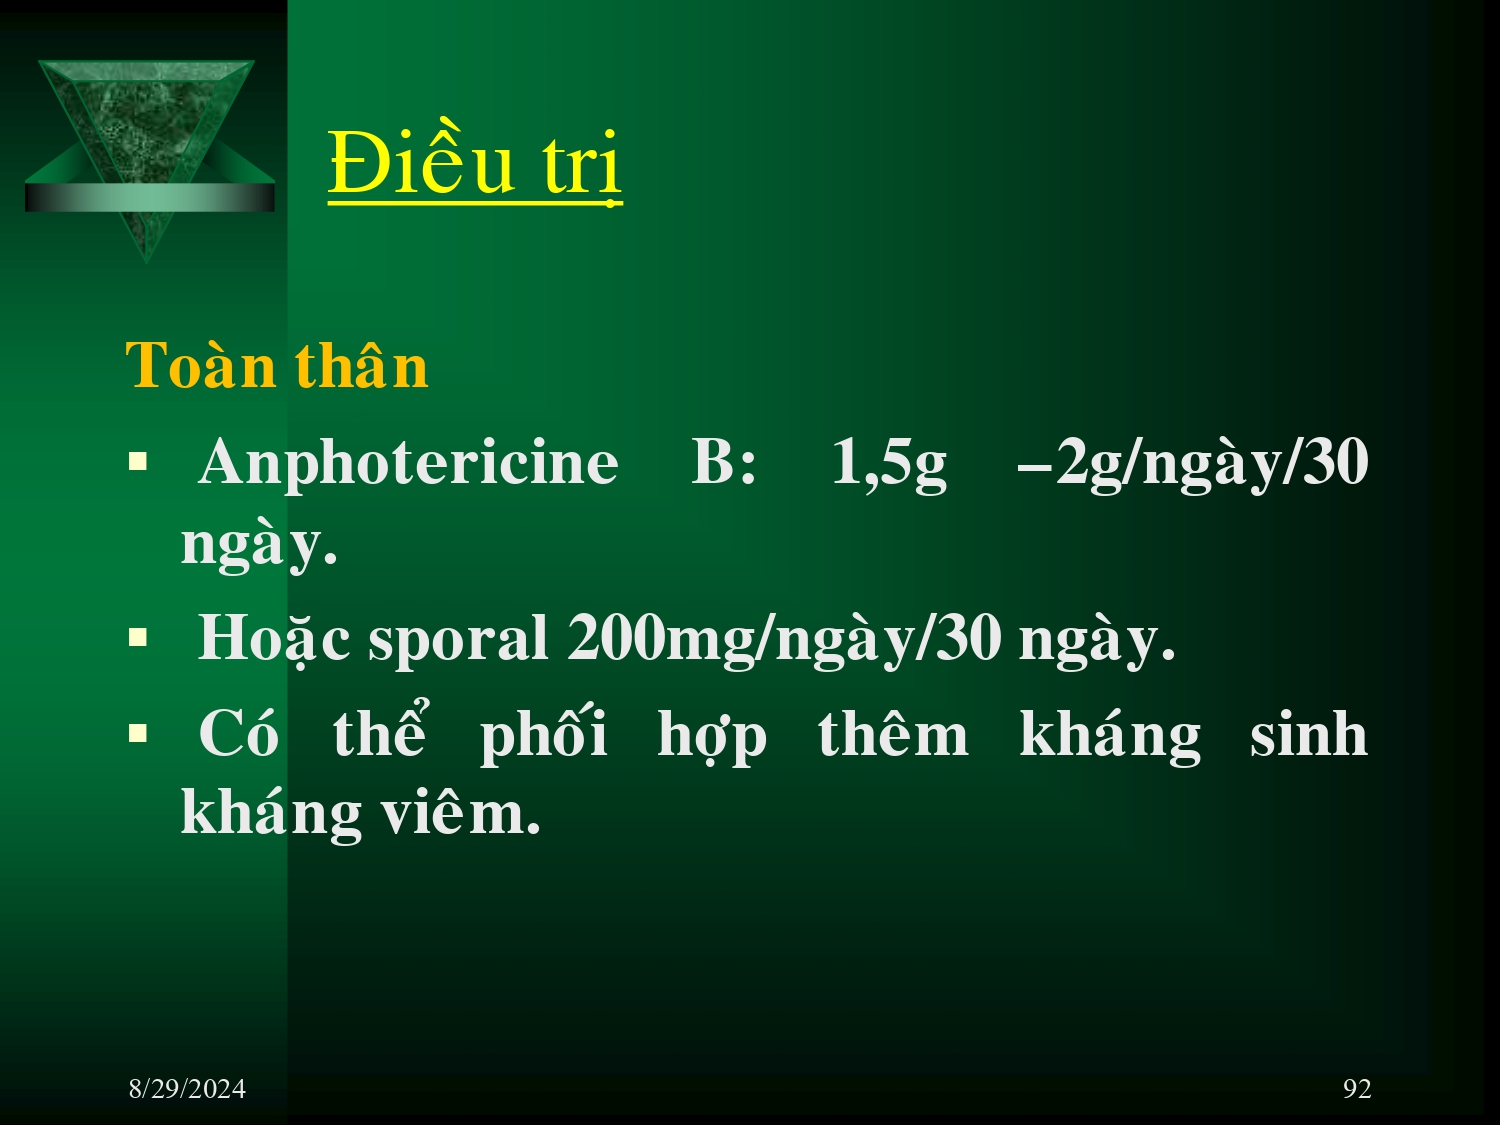 Điều trị
Toàn thân
▪ Anphotericine B: 1,5g –2g/ngày/30
ngày.
▪ Hoặc sporal 200mg/ngày/30 ngày.
▪ Có thể phối hợp thêm kháng sinh
kháng viêm.
8/29/2024
92